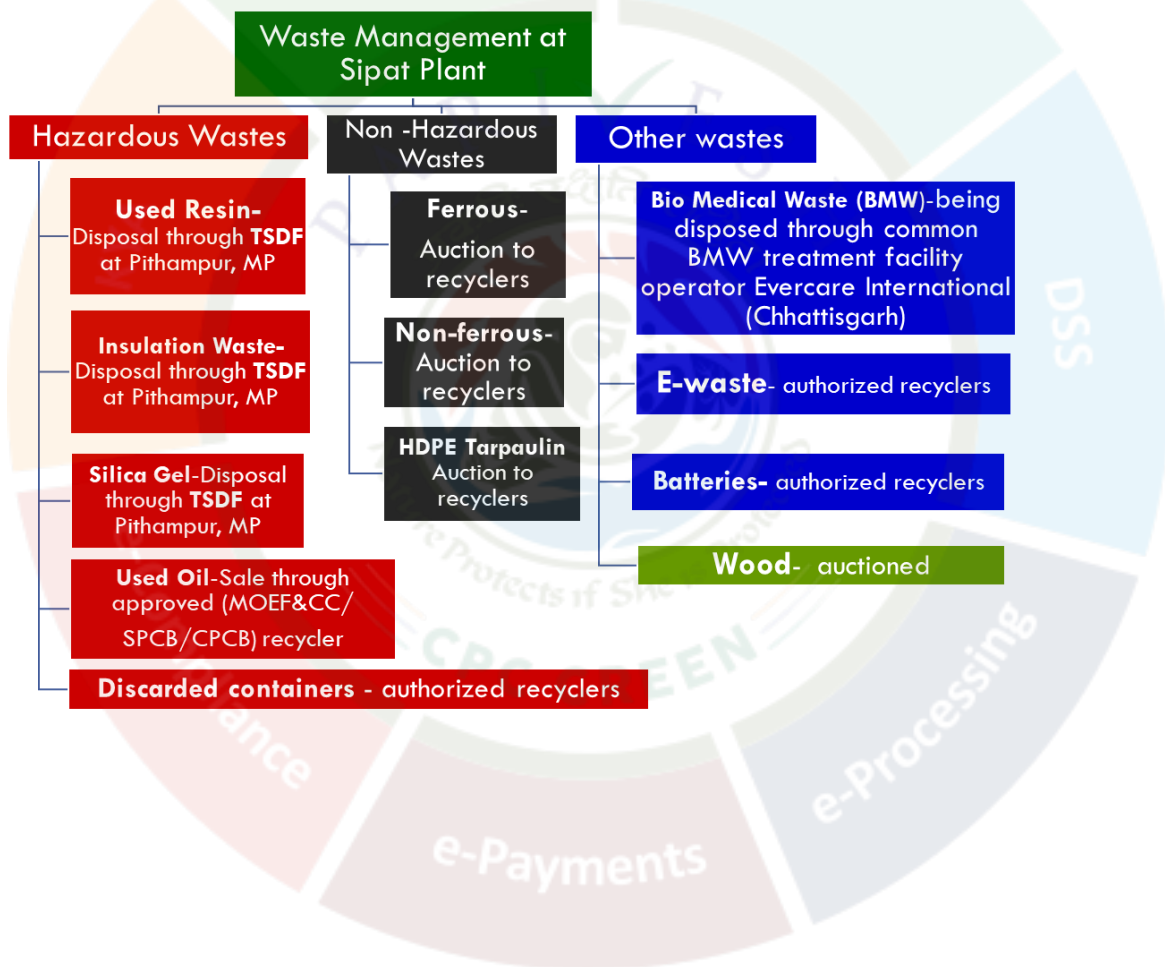 Waste Management at
Sipat Plant
Hazardous Wastes
Used Resin-
Disposal through TSDF
at Pithampur, MP
Insulation Waste-
Disposal through TSDF
at Pithampur, MP
Silica Gel-Disposal
through TSDF at
Pithampur, MP
Used Oil-Sale through
approved (MOEF&CC/
SPCB/CPCB) recycler
Discarded containers - authorized recyclers
Non -Hazardous
Wastes
Ferrous-
Auction to
recyclers
Non-ferrous-
Auction to
recyclers
HDPE Tarpaulin
Auction to
recyclers
Other wastes
Bio Medical Waste (BMW)-being
disposed through common
BMW treatment facility
operator Evercare International
(Chhattisgarh)
E-waste- authorized recyclers
Batteries- authorized recyclers
Wood- auctioned
DSS
e-Processing
e-Payments